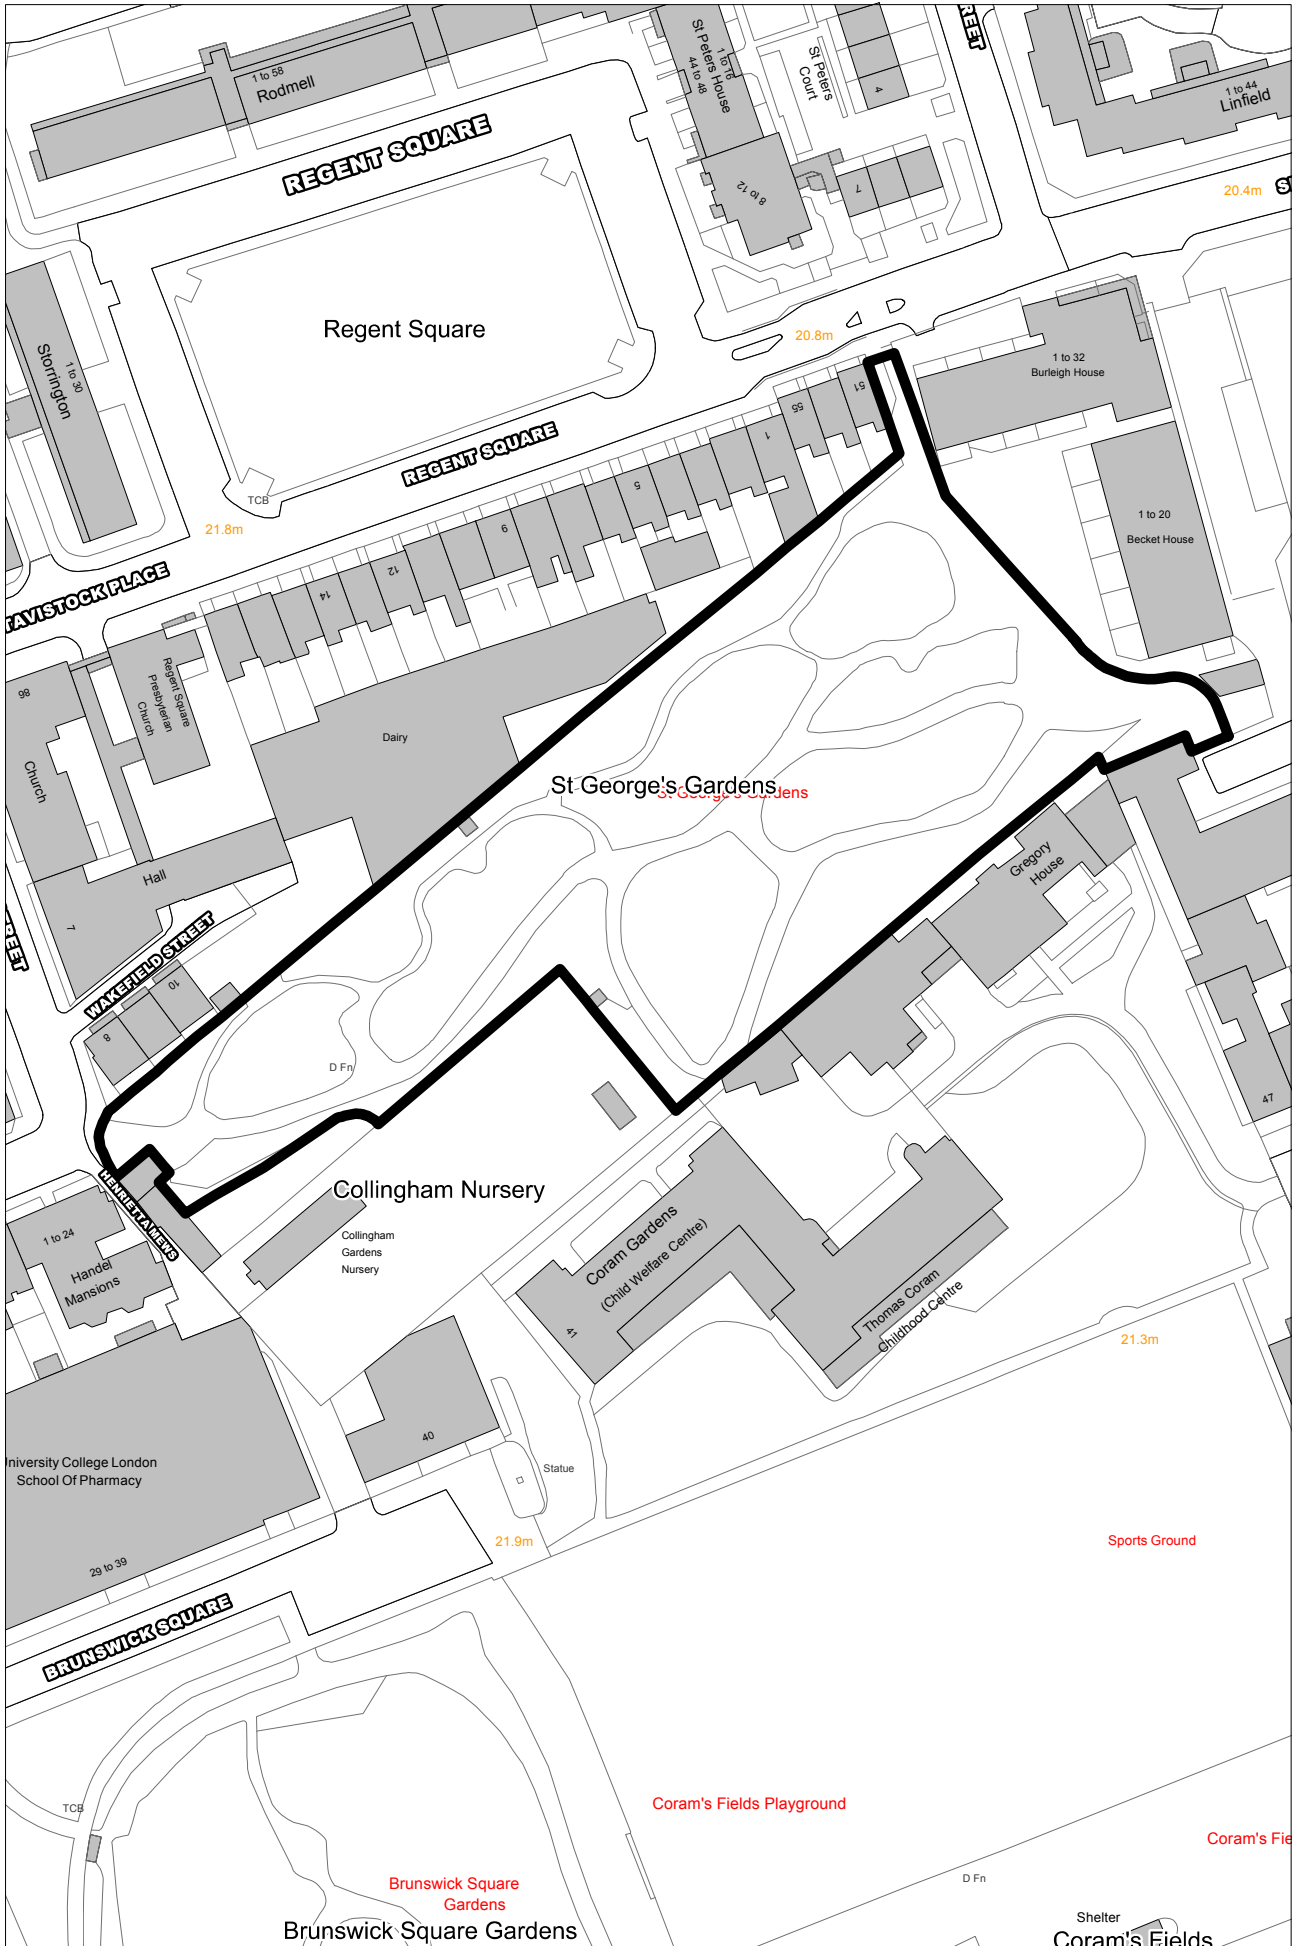 1 to 58
Rodmell
REGENT SQUARE
St Peters House
1 to 16
44 to 48
St Peters
Court
4
1 to 44
Linfield
20.4m
8 to 12
7
Regent Square
20.8m
Storrington
1 to 30
1 to 32
Burleigh House
51
55
1
REGENT SQUARE
5
9
12
14
TCB
21.8m
TAVISTOCK PLACE
1 to 20
Becket House
86
Church
Regent Square
Presbyterian
Church
Dairy
St George's Gardens
St George's Gardens
Hall
7
Gregory
House
WAKEFIELD STREET
10
8
D Fn
47
HENRIETTA MEWS
Collingham Nursery
Collingham
Gardens
Nursery
1 to 24
Handel
Mansions
Coram Gardens
(Child Welfare Centre)
41
Thomas Coram
Childhood Centre
21.3m
40
University College London
School Of Pharmacy
Statue
21.9m
Sports Ground
29 to 39
BRUNSWICK SQUARE
TCB
Coram's Fields Playground
Coram's Fie
Brunswick Square
Gardens
D Fn
Brunswick Square Gardens
Shelter
Coram's Fields